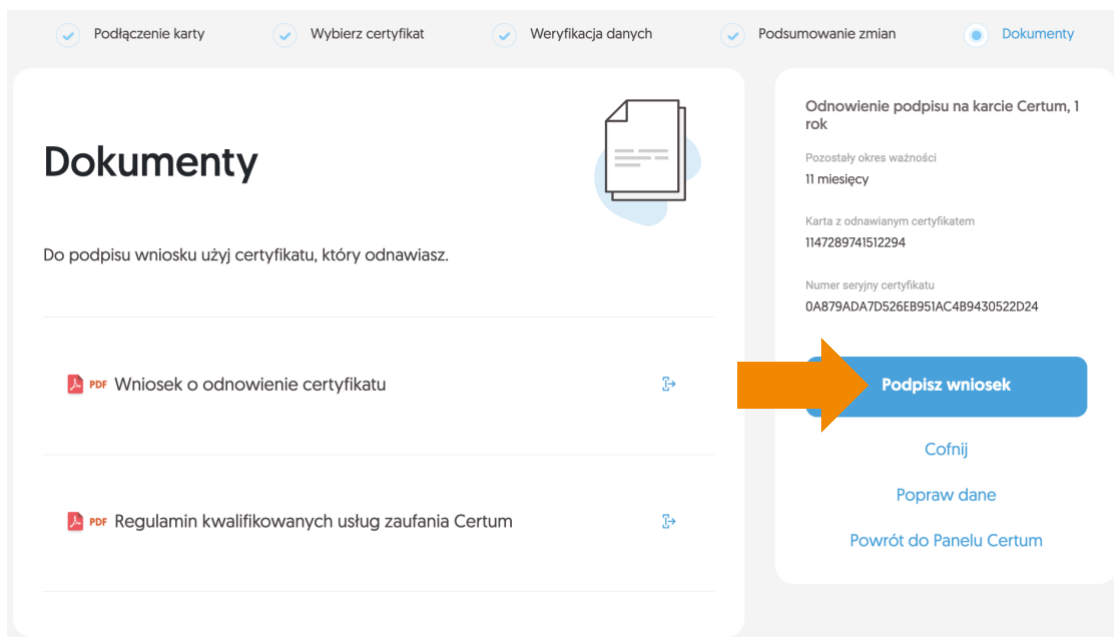 Podłączenie karty
Wybierz certyfikat
Weryfikacja danych
Podsumowanie zmian
Dokumenty
Dokumenty
Do podpisu wniosku użyj certyfikatu, który odnawiasz.
PDF Wniosek o odnowienie certyfikatu
PDF Regulamin kwalifikowanych usług zaufania Certum
Odnowienie podpisu na karcie Certum, 1
rok
Pozostały okres ważności
11 miesięcy
Karta z odnawianym certyfikatem
1147289741512294
Numer seryjny certyfikatu
0A879ADA7D526EB951AC4B9430522D24
Podpisz wniosek
Cofnij
Popraw dane
Powrót do Panelu Certum